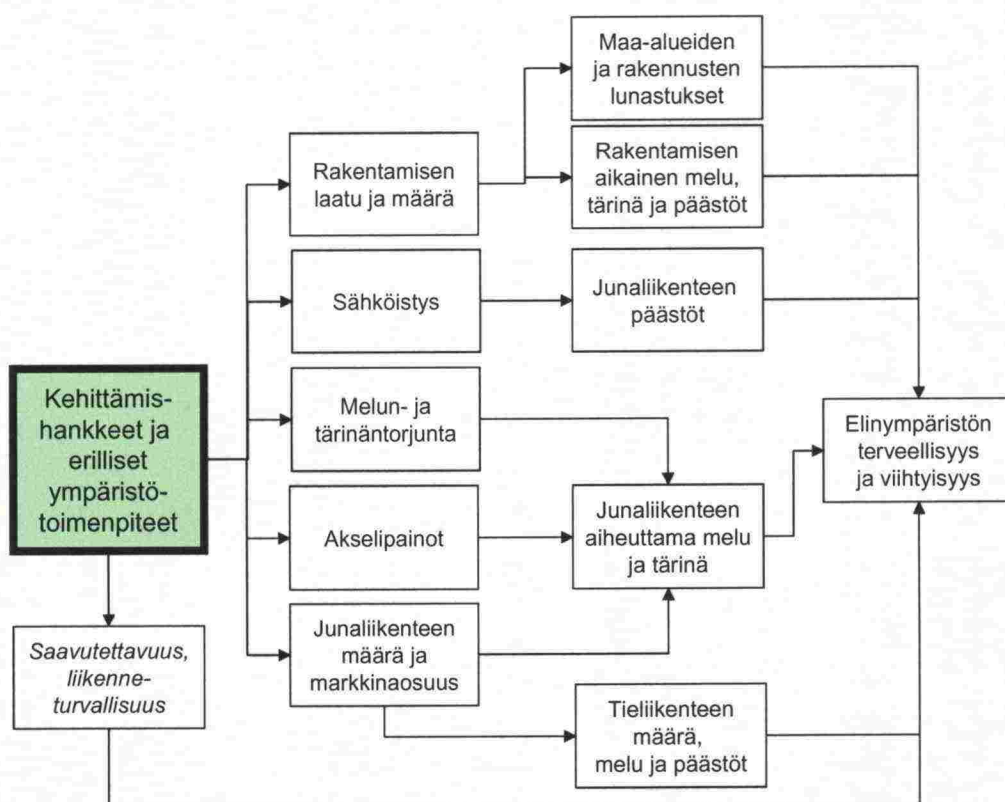 Maa-alueiden
ja rakennusten
lunastukset
Rakentamisen
laatu ja määrä
Rakentamisen
aikainen melu,
tärinä ja päästöt
Sähköistys
Junaliikenteen
päästöt
Kehittämis-
hankkeet ja
erilliset
ympäristö-
toimenpiteet
Melun- ja
tärinäntorjunta
Elinympäristön
terveellisyys
ja viihtyisyys
Akselipainot
Junaliikenteen
aiheuttama melu
ja tärinä
Saavutettavuus,
liikenne-
turvallisuus
Junaliikenteen
määrä ja
markkinaosuus
Tieliikenteen
määrä,
melu ja päästöt